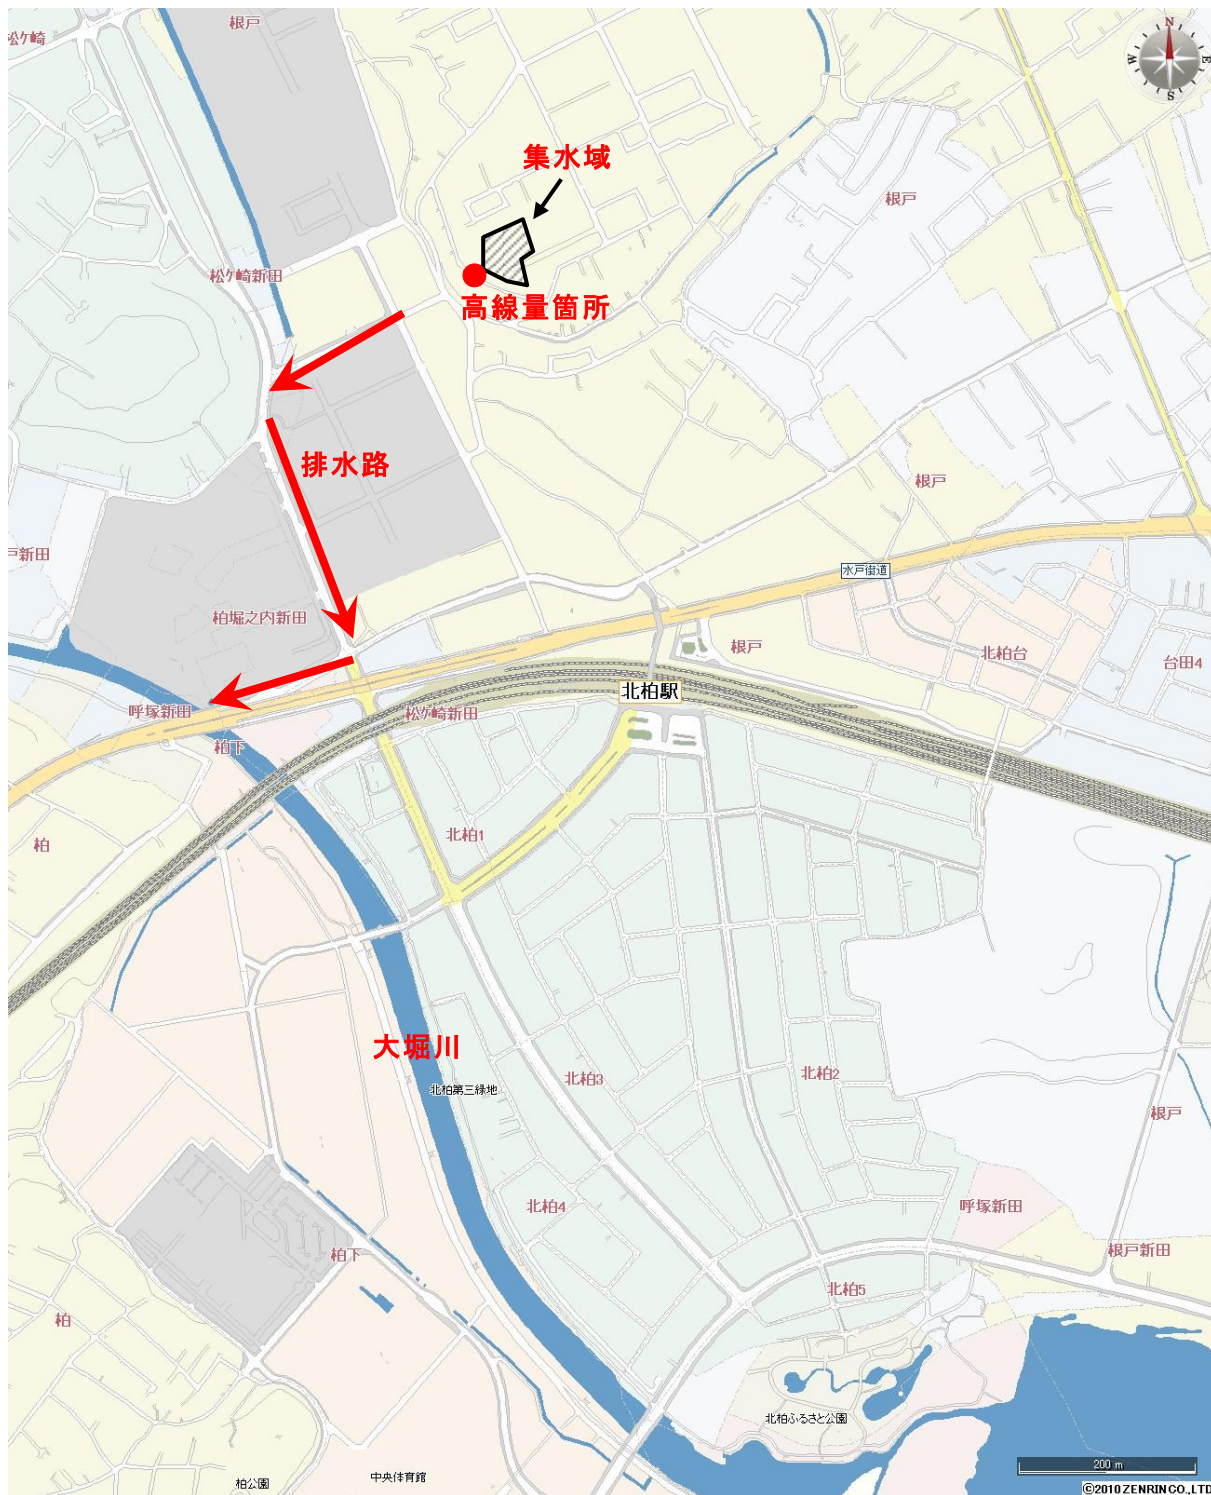 根戸
松ケ崎
N
W
E
S
集水域
根戸
松ケ崎新田
高線量箇所
排水路
根戸
戸新田
水戸街道
柏堀之内新田
根戸
北柏台
台田4
北柏駅
呼塚新田
松ケ崎新田
柏下
北柏1
柏
大堀川
北柏3
北柏2
北柏第三緑地
根戸
北柏4
呼塚新田
柏下
根戸新田
北柏5
柏
北柏ふるさと公園
200 m
中央体育館
柏公園
©2010 ZENRIN CO., LTD